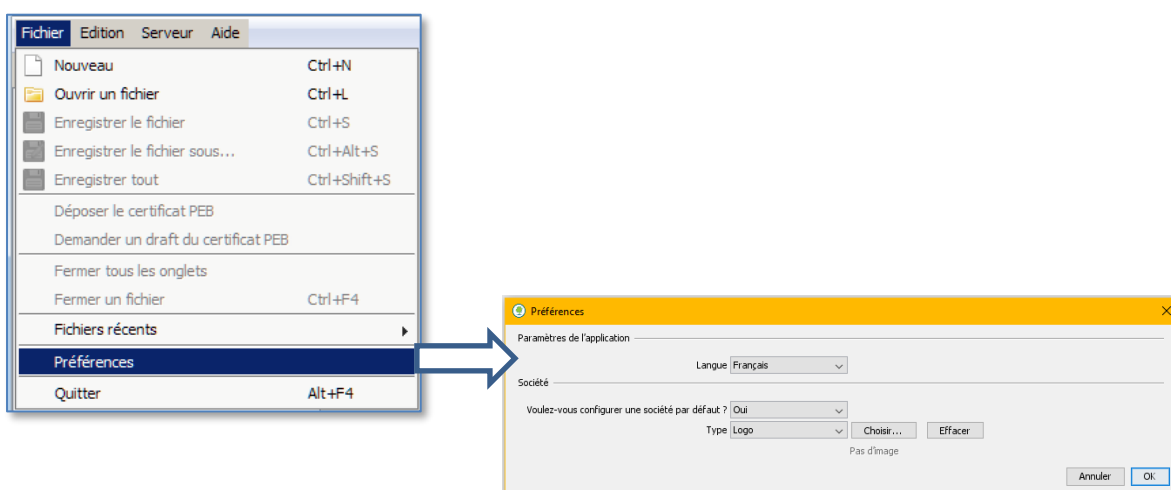 Fichier Edition Serveur Aide
Nouveau Ctrl+N
Ouvrir un fichier Ctrl+L
Enregistrer le fichier Ctrl+S
Enregistrer le fichier sous... Ctrl+Alt+S
Enregistrer tout Ctrl+Shift+S
Déposer le certificat PEB
Demander un draft du certificat PEB
Fermer tous les onglets
Fermer un fichier Ctrl+F4
Fichiers récents
Préférences
Quitter Alt+F4
Préférences
Paramètres de l'application
Langue Français
Société
Voulez-vous configurer une société par défaut ? Oui
Type Logo Choisir... Effacer
Pas d'image
Annuler OK